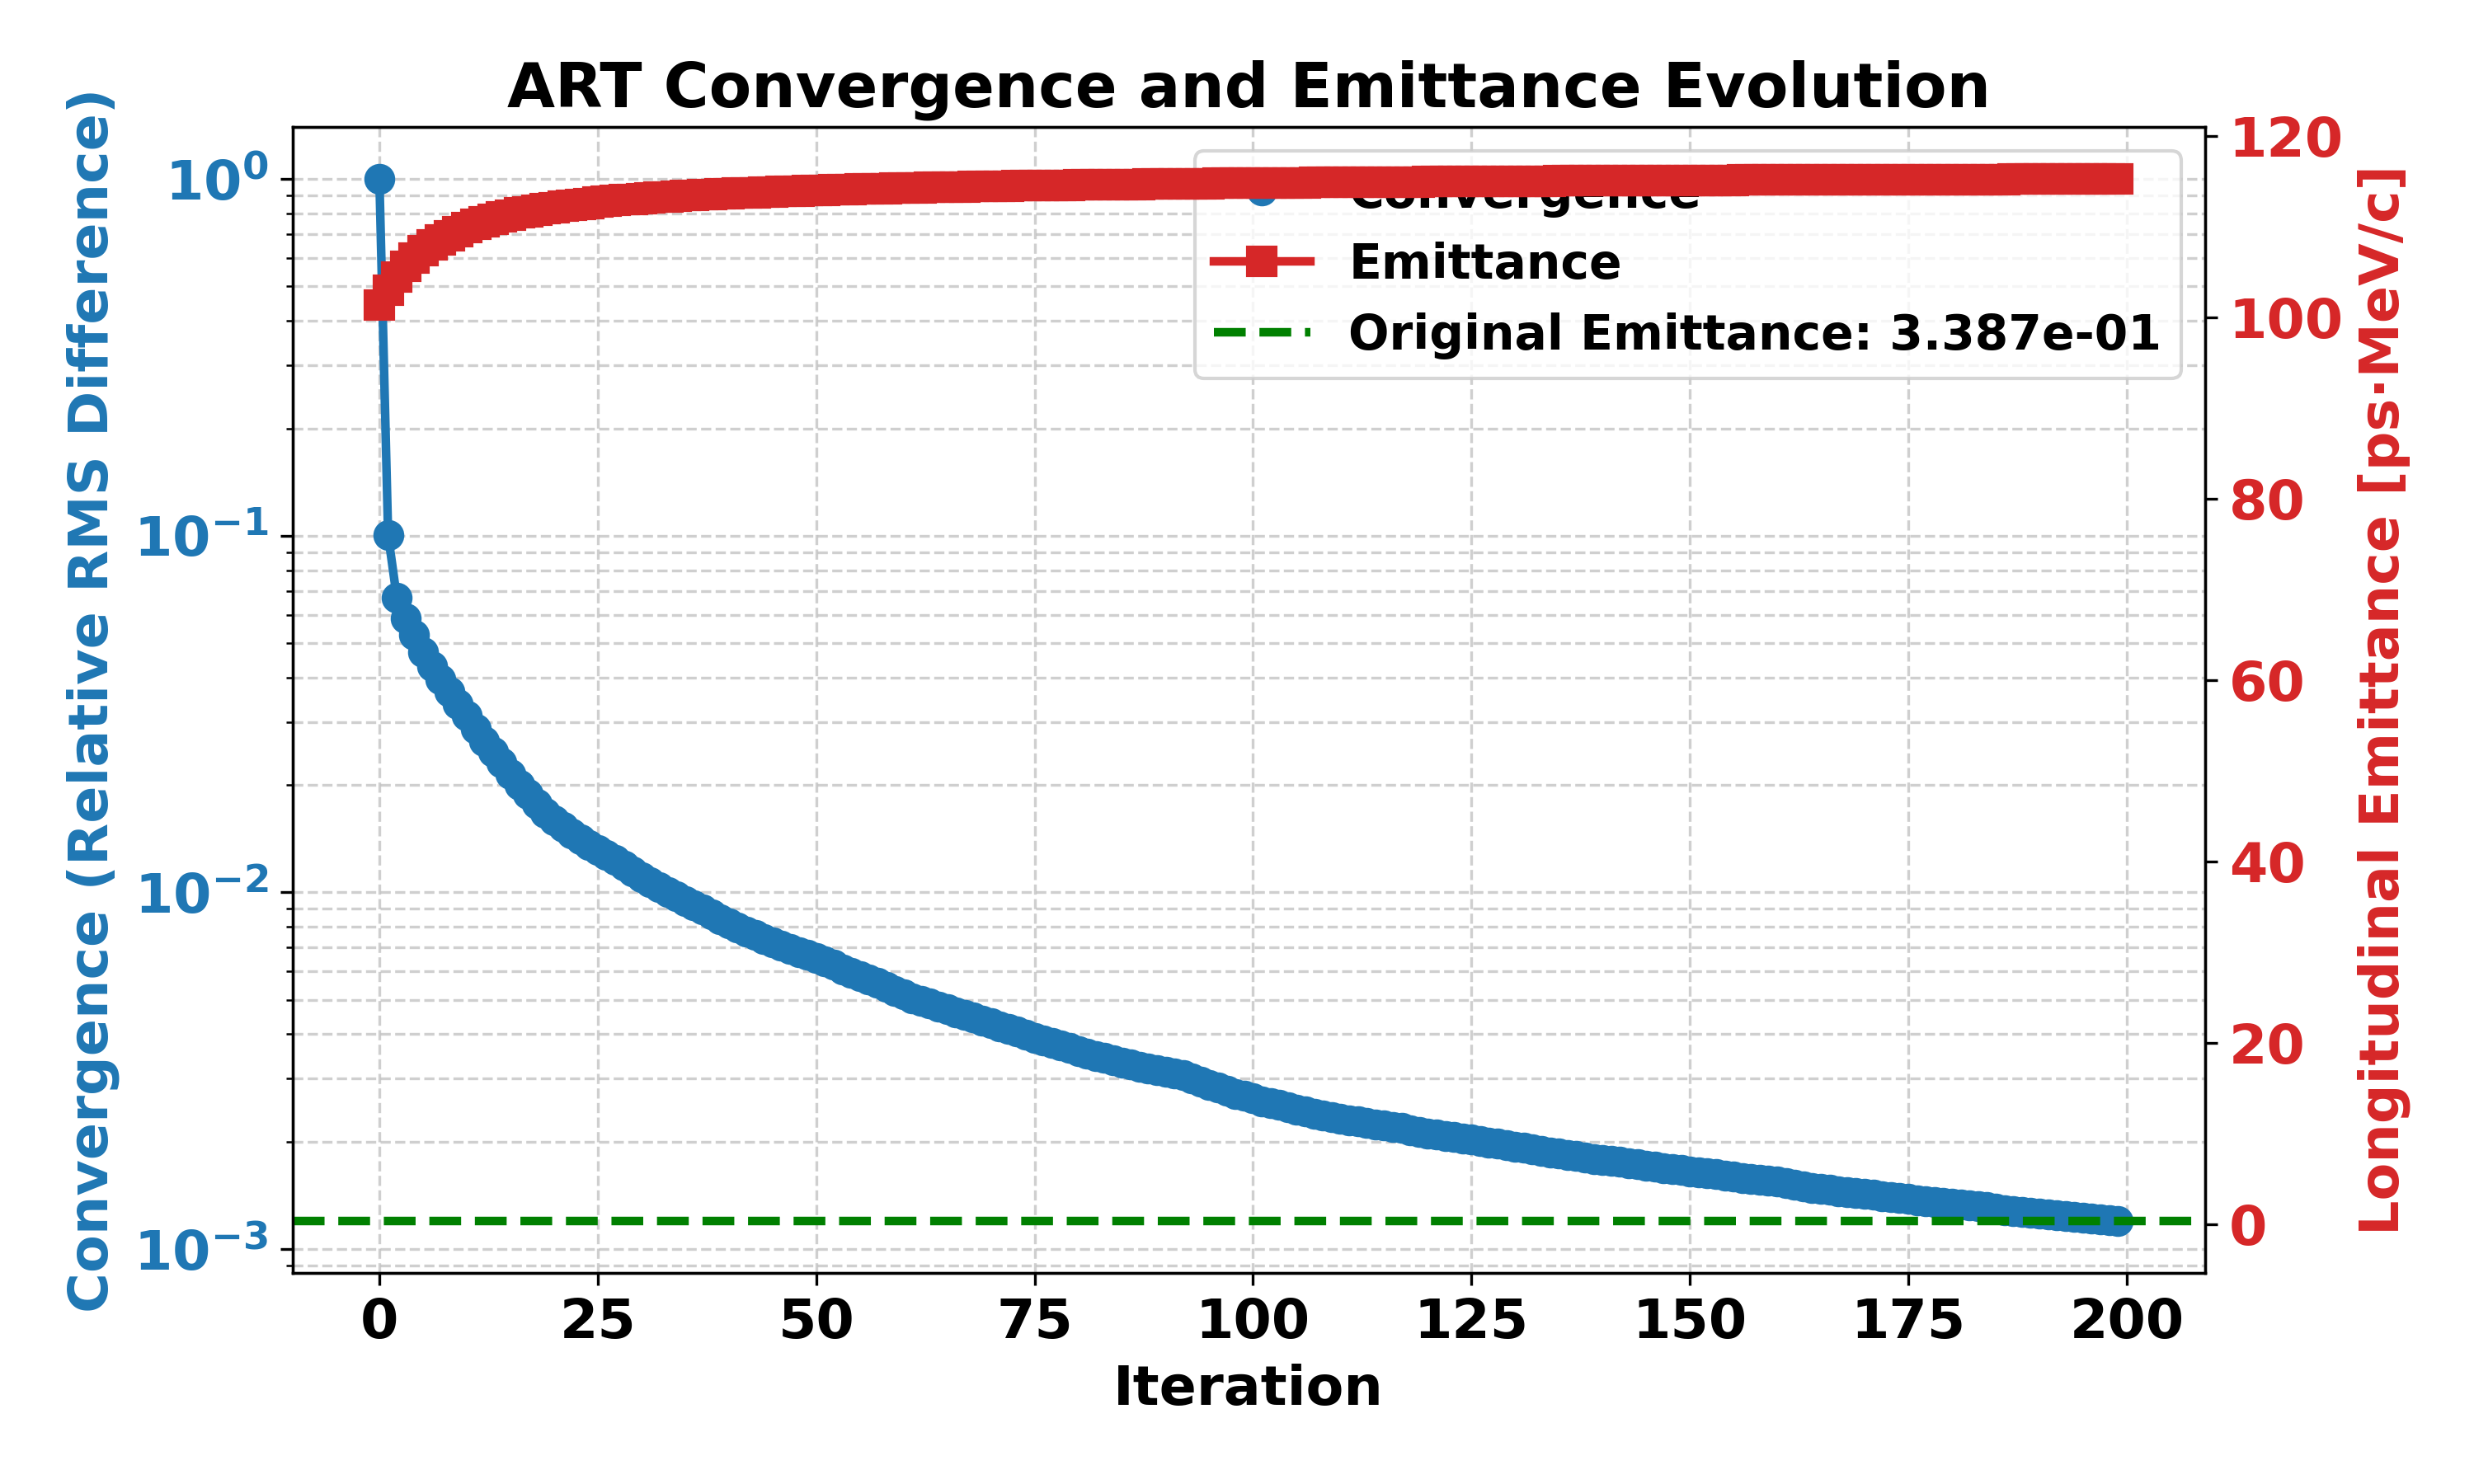 ART Convergence and Emittance Evolution
Convergence (Relative RMS Difference)
10⁰
10⁻¹
10⁻²
10⁻³
Convergence
Emittance
Original Emittance: 3.387e-01
120
100
80
60
40
20
0
Longitudinal Emittance [ps·MeV/c]
0 25 50 75 100 125 150 175 200
Iteration